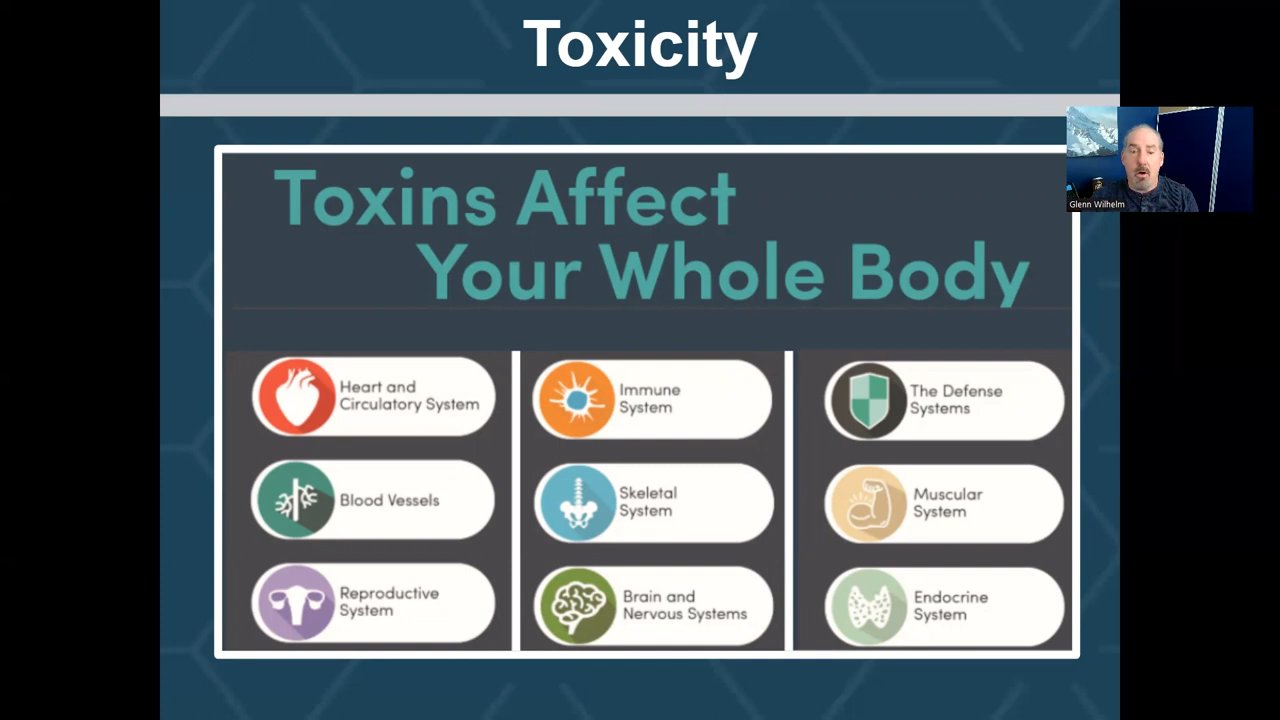 Toxicity
Toxins Affect
Your Whole Body
Glenn Wilhelm
Heart and
Circulatory System
Immune
System
The Defense
Systems
Blood Vessels
Skeletal
System
Muscular
System
Reproductive
System
Brain and
Nervous Systems
Endocrine
System